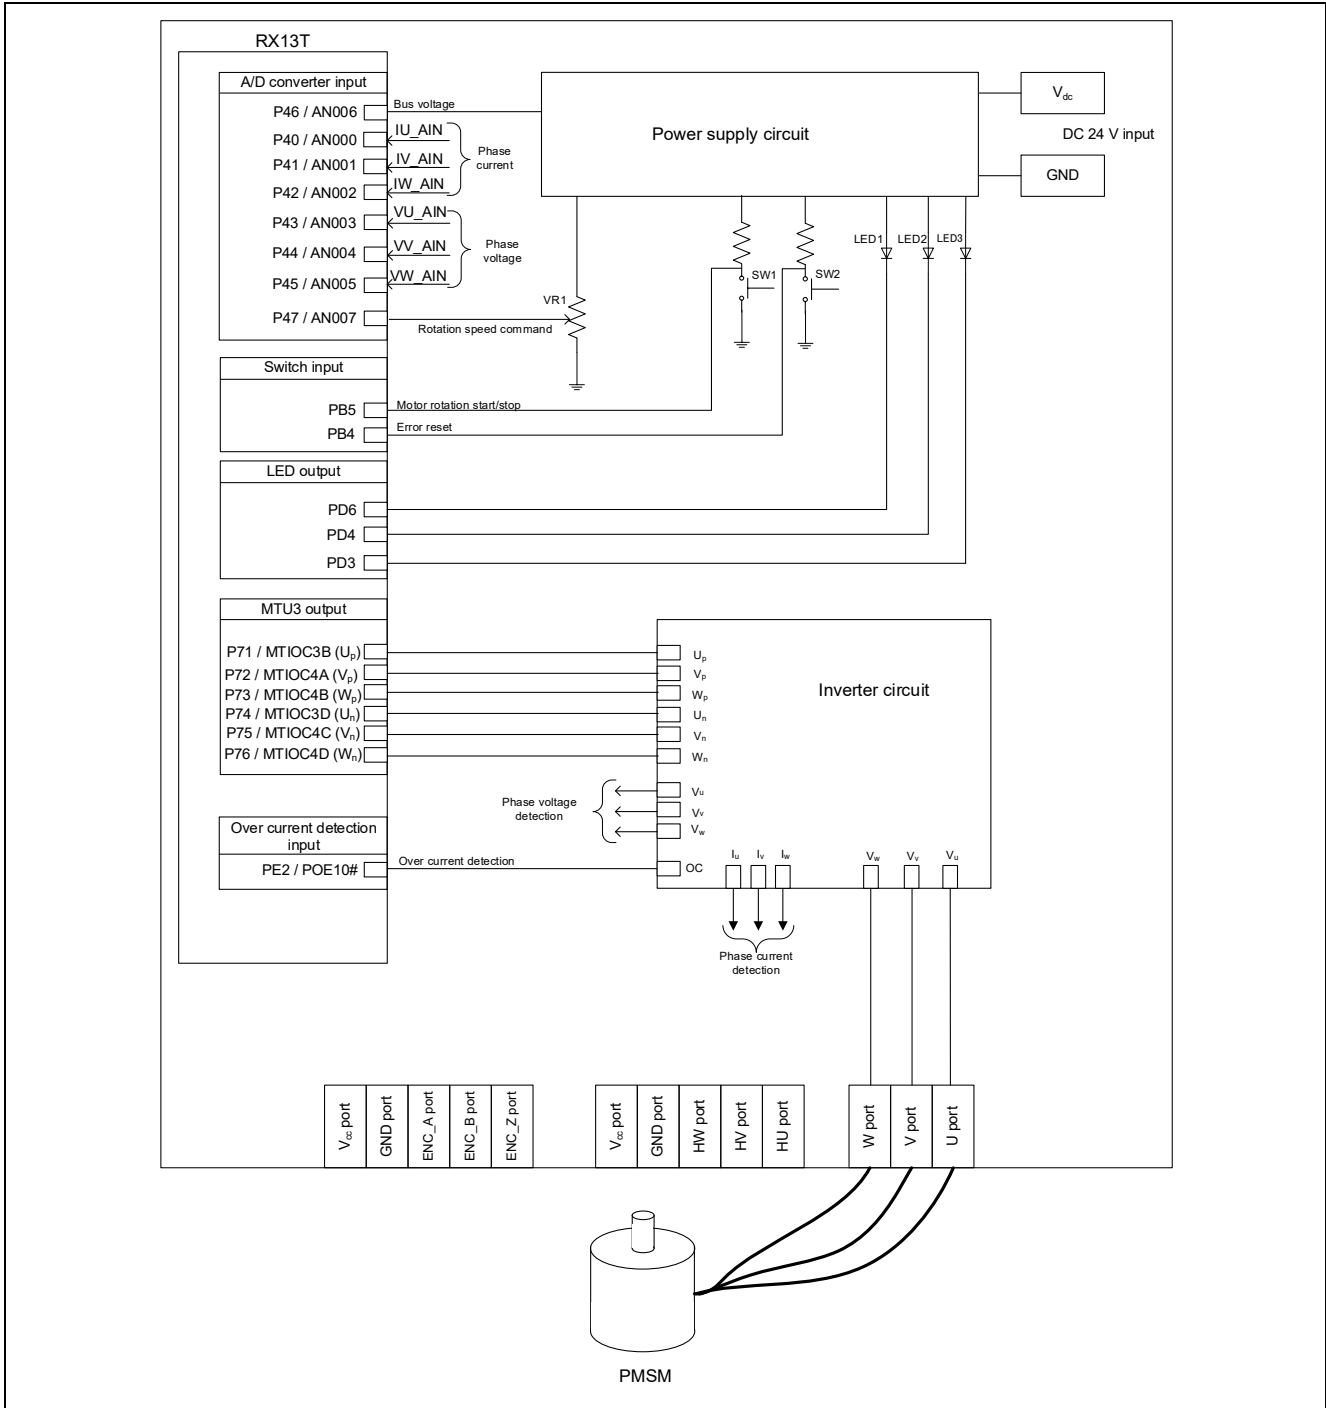 RX13T
A/D converter input
P46 / AN006
P40 / AN000
P41 / AN001
P42 / AN002
P43 / AN003
P44 / AN004
P45 / AN005
P47 / AN007
Bus voltage
IU_AIN
IV_AIN
IW_AIN
Phase
current
VU_AIN
VV_AIN
VW_AIN
Phase
voltage
Rotation speed command
VR1
Power supply circuit
Vdc
DC 24 V input
GND
SW1
SW2
LED1
LED2
LED3
Switch input
PB5
PB4
Motor rotation start/stop
Error reset
LED output
PD6
PD4
PD3
MTU3 output
P71 / MTIOC3B (Up)
P72 / MTIOC4A (Vp)
P73 / MTIOC4B (Wp)
P74 / MTIOC3D (Un)
P75 / MTIOC4C (Vn)
P76 / MTIOC4D (Wn)
Inverter circuit
Up
Vp
Wp
Un
Vn
Wn
Phase voltage
detection
Vu
Vv
Vw
Over current detection
input
PE2 / POE10#
Over current detection
OC
Iu
Iv
Iw
Vw
Vv
Vu
Phase current
detection
Vcc port
GND port
ENC_A port
ENC_B port
ENC_Z port
Vcc port
GND port
HW port
HV port
HU port
W port
V port
U port
PMSM